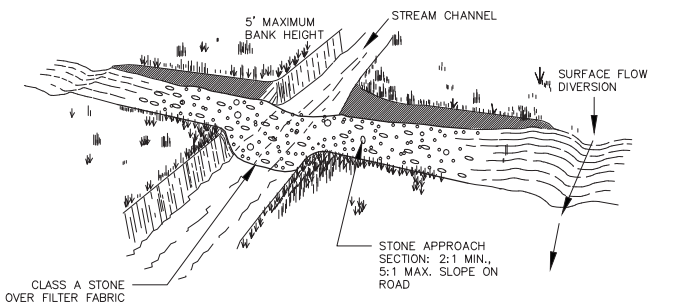 5' MAXIMUM
BANK HEIGHT
STREAM CHANNEL
SURFACE FLOW
DIVERSION
STONE APPROACH
SECTION: 2:1 MIN.,
5:1 MAX. SLOPE ON
ROAD
CLASS A STONE
OVER FILTER FABRIC